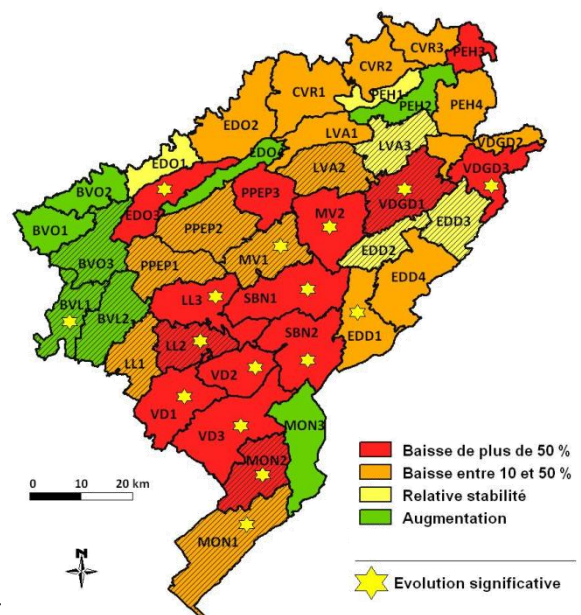 CVR3
PEH3
CVR2
CVR1
PEH1
PEH2
PEH4
EDO2
LVA1
LVA3
VDGD2
EDO1
EDO
LVA2
VDGD3
BVO2
EDO3
PPEP3
VDGD1
BVO1
PPEP2
MV2
EDD3
BVO3
EDD2
PPEP1
MV1
EDD4
BVL1
LL3
SBN1
BVL2
SBN2
EDD1
LL1
LL2
VD2
VD1
MON3
VD3
MON2
MON1
0 10 20 km
N
Baisse de plus de 50 %
Baisse entre 10 et 50 %
Relative stabilité
Augmentation
Evolution significative